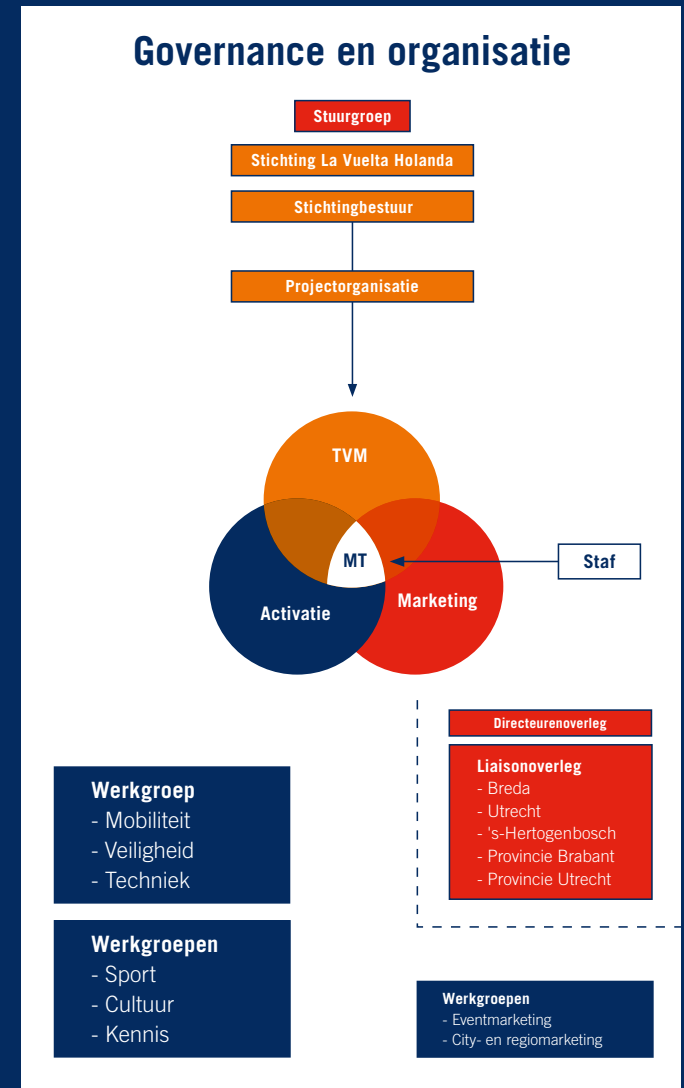 Governance en organisatie
Stuurgroep
Stichting La Vuelta Holanda
Stichtingbestuur
Projectorganisatie
TVM
MT
Staf
Activatie
Marketing
Directeurenoverleg
Liaisonoverleg
- Breda
- Utrecht
- 's-Hertogenbosch
- Provincie Brabant
- Provincie Utrecht
Werkgroep
- Mobiliteit
- Veiligheid
- Techniek
Werkgroepen
- Sport
- Cultuur
- Kennis
Werkgroepen
- Eventmarketing
- City- en regiomarketing